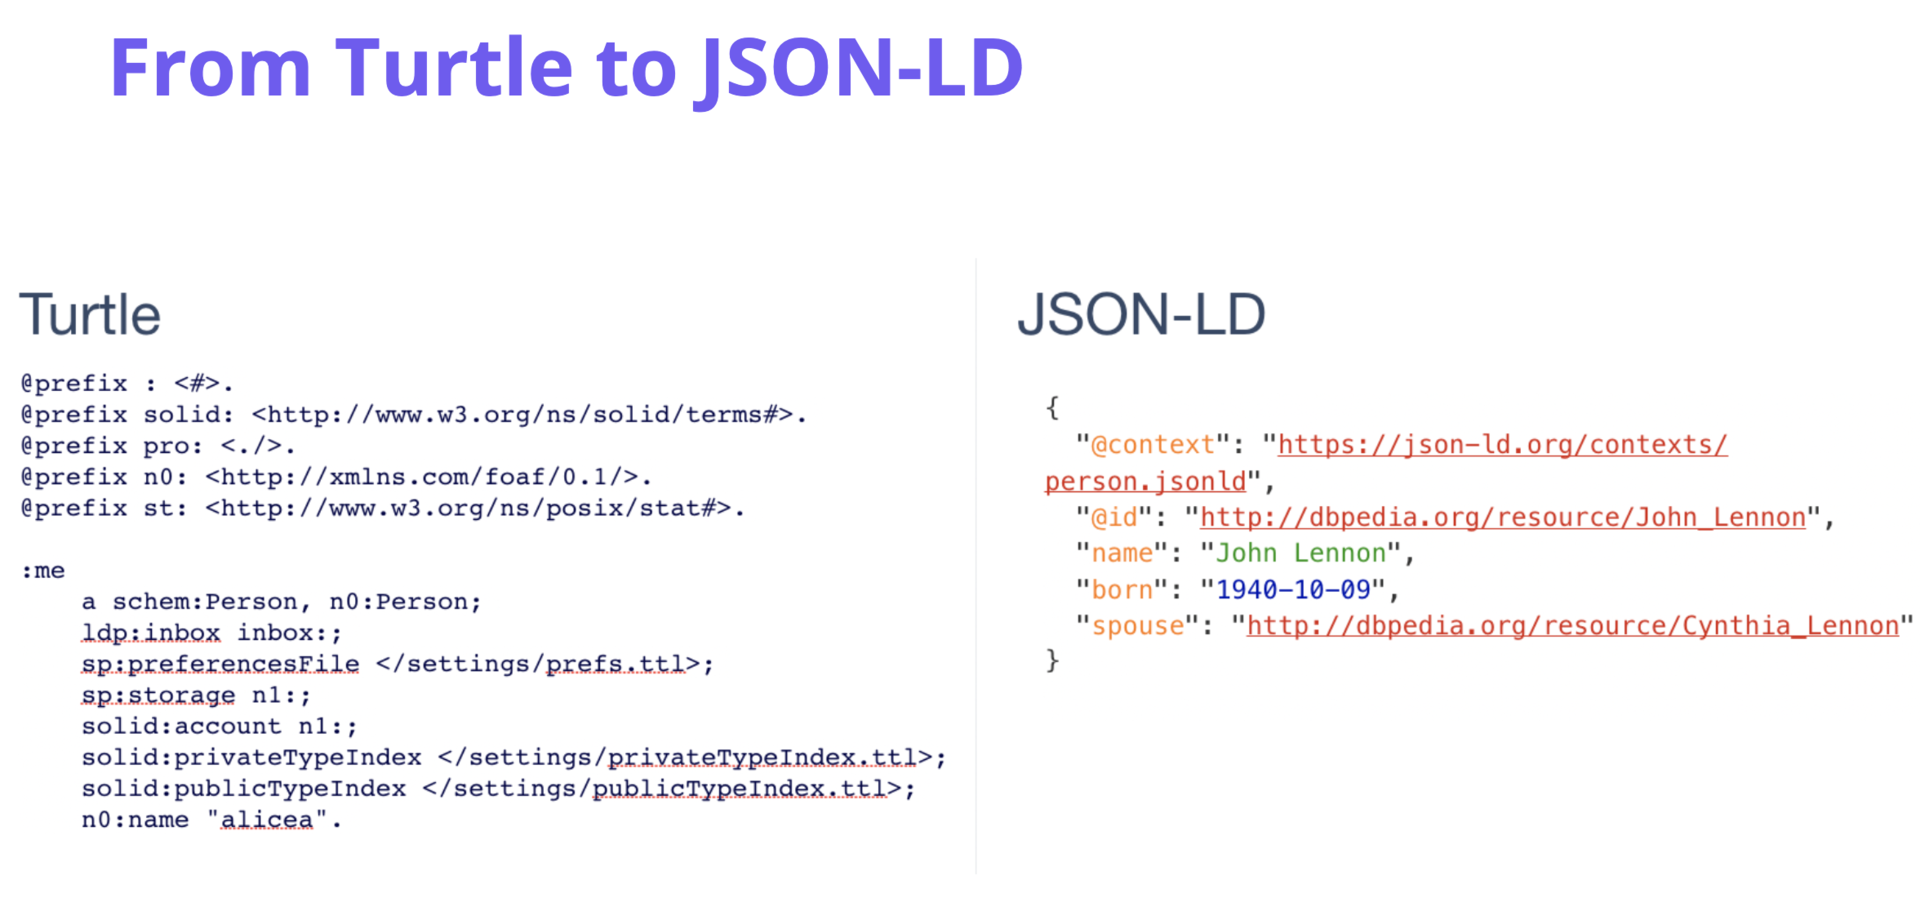 From Turtle to JSON-LD
Turtle
@prefix : <#>.
@prefix solid: <http://www.w3.org/ns/solid/terms#>.
@prefix pro: <./>.
@prefix n0: <http://xmlns.com/foaf/0.1/>.
@prefix st: <http://www.w3.org/ns/posix/stat#>.
:me
a schem:Person, n0:Person;
ldp:inbox inbox:;
sp:preferencesFile </settings/prefs.ttl>;
sp:storage n1:;
solid:account n1:;
solid:privateTypeIndex </settings/privateTypeIndex.ttl>;
solid:publicTypeIndex </settings/publicTypeIndex.ttl>;
n0:name "alicea".
JSON-LD
{
"@context": "https://json-ld.org/contexts/
person.jsonld",
"@id": "http://dbpedia.org/resource/John_Lennon",
"name": "John Lennon",
"born": "1940-10-09",
"spouse": "http://dbpedia.org/resource/Cynthia_Lennon"
}